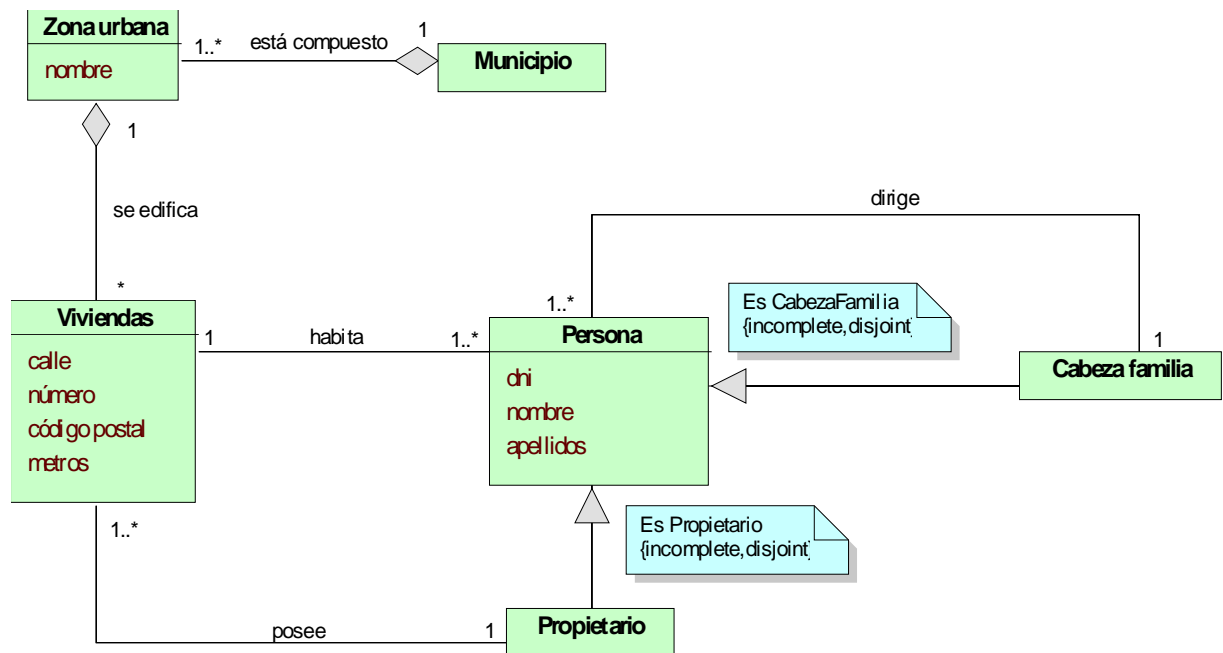 Zona urbana
nombre
1..*
está compuesto
1
Municipio
1
se edifica
*
Viviendas
calle
número
código postal
metros
1
habita
1..*
dirige
1..*
Persona
dni
nombre
apellidos
Es CabezaFamilia
{incomplete,disjoint}
1
Cabeza familia
Es Propietario
{incomplete,disjoint}
1..*
posee
1
Propietario